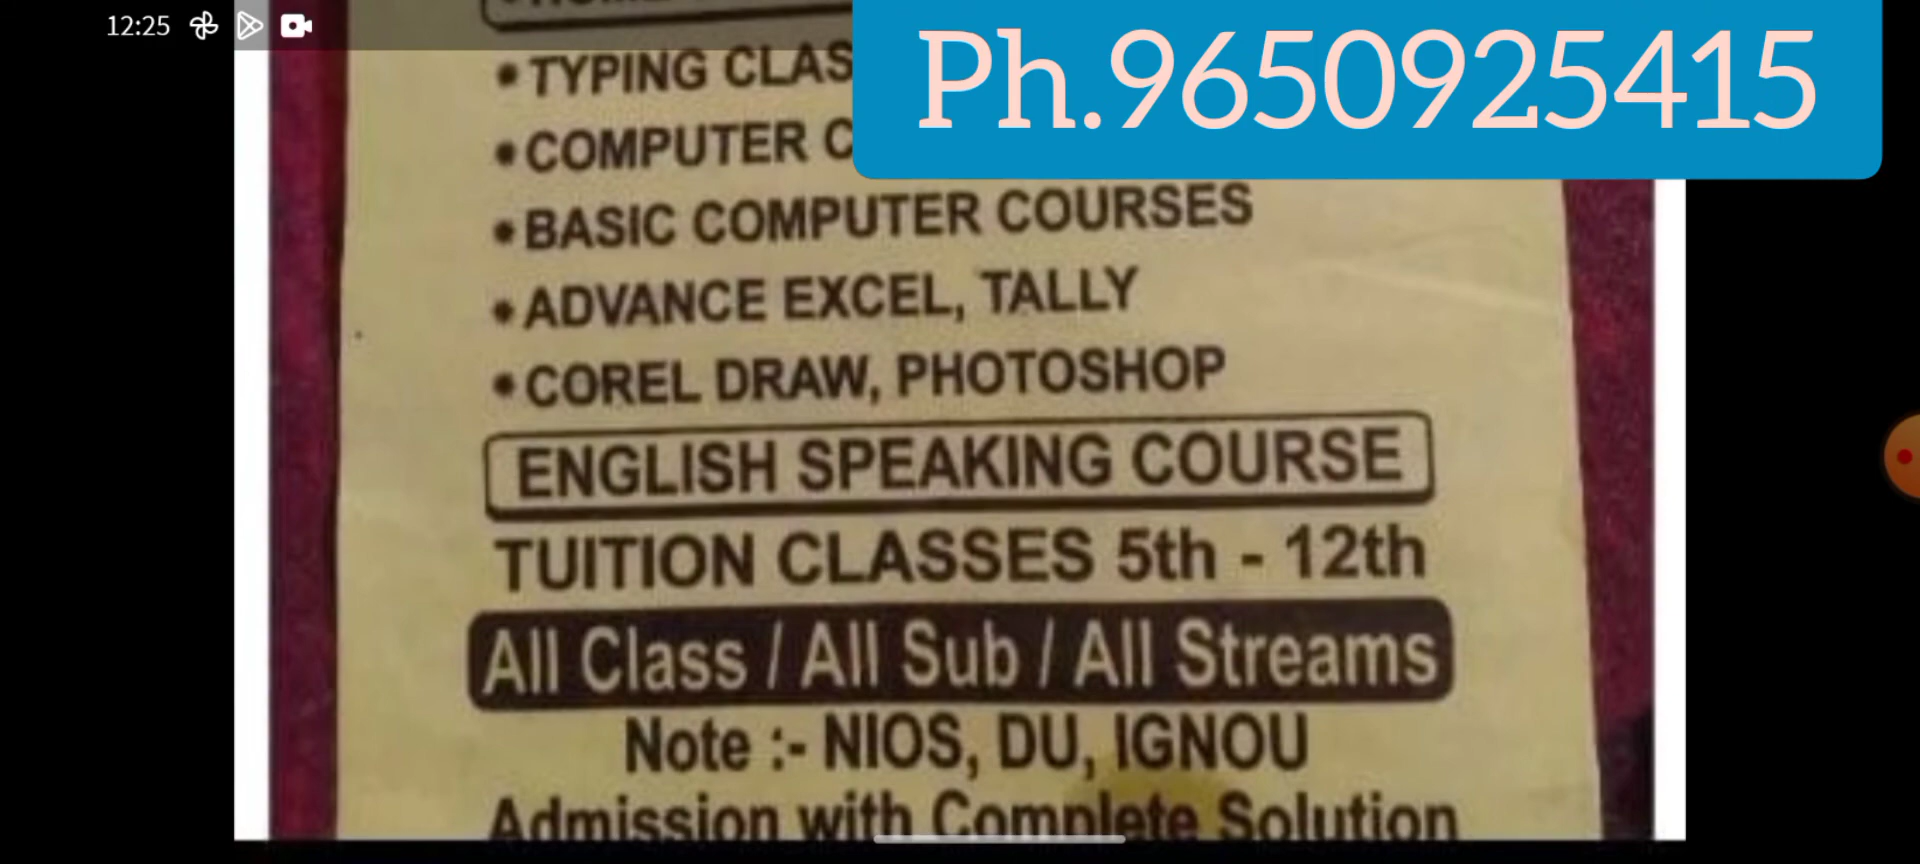 12:25
Ph.9650925415
•TYPING CLAS
•COMPUTER C
•BASIC COMPUTER COURSES
•ADVANCE EXCEL, TALLY
•COREL DRAW, PHOTOSHOP
ENGLISH SPEAKING COURSE
TUITION CLASSES 5th - 12th
All Class / All Sub / All Streams
Note :- NIOS, DU, IGNOU
Admission with Complete Solution